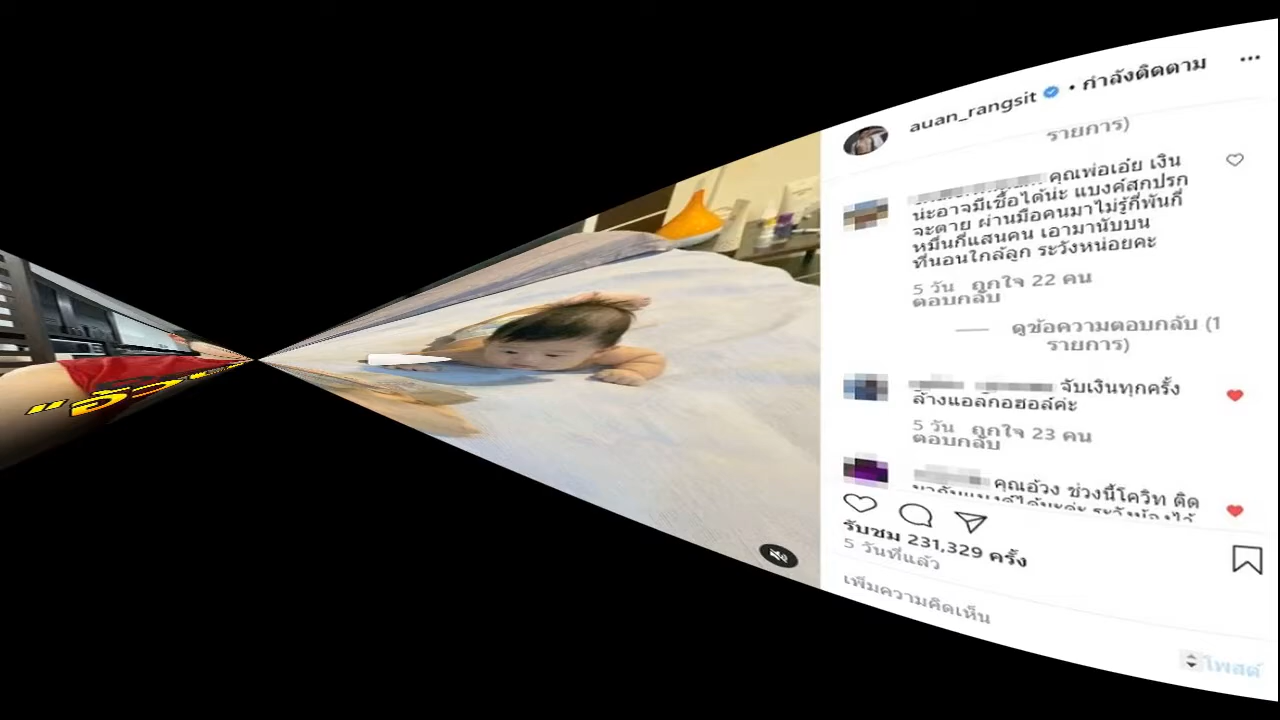 "อ้ว
auan_rangsit • กำลังติดตาม
รายการ)
คุณพ่อเอ๋ย เงิน
น่ะอาจมีเชื้อได้น่ะ แบงค์สกปรก
จะตาย ผ่านมือคนมาไม่รู้กี่พันกี่
หมื่นกี่แสนคน เอามานับบน
ที่นอนใกล้ลูก ระวังหน่อยคะ
5 วัน ถูกใจ 22 คน
ตอบกลับ
ดูข้อความตอบกลับ (1
รายการ)
จับเงินทุกครั้ง
ล้างแอลกอฮอล์ค่ะ
5 วัน ถูกใจ 23 คน
ตอบกลับ
คุณอ้วง ช่วงนี้โควิท ติด
รับชม 231,329 ครั้ง
5 วันที่แล้ว
เพิ่มความคิดเห็น
โพสต์